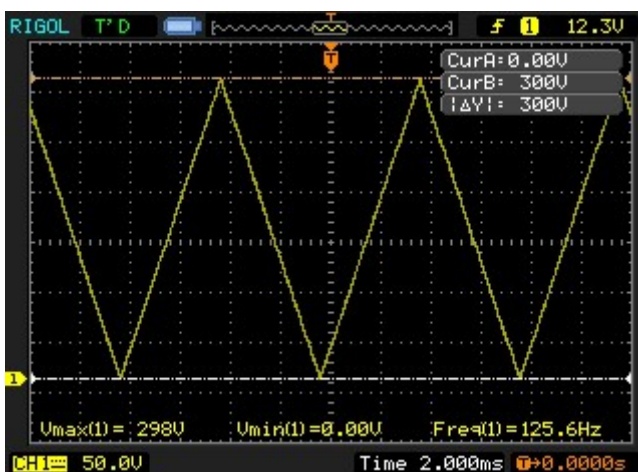 RIGOL T'D T f 1 12.3V
T
CurA:0.00V
CurB: 300V
|ΔY|: 300V
1
Vmax(1)= 298V Vmin(1)=0.00V Freq(1)=125.6Hz
CH1 50.0V Time 2.000ms T→0.0000s